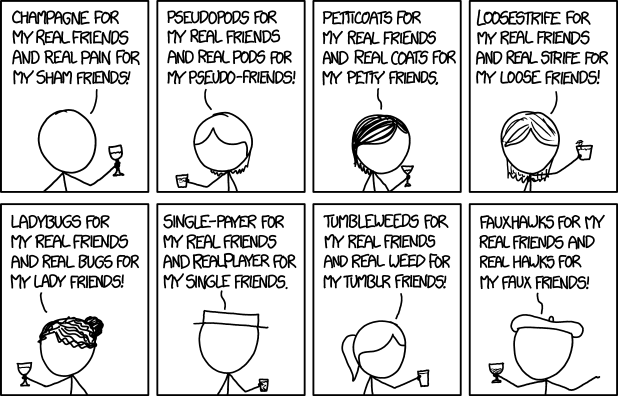 CHAMPAGNE FOR
MY REAL FRIENDS
AND REAL PAIN FOR
MY SHAM FRIENDS!
PSEUDOPODS FOR
MY REAL FRIENDS
AND REAL PODS FOR
MY PSEUDO-FRIENDS!
PETTICOATS FOR
MY REAL FRIENDS
AND REAL COATS FOR
MY PETTY FRIENDS.
LOOSESTRIFE FOR
MY REAL FRIENDS
AND REAL STRIFE FOR
MY LOOSE FRIENDS!
LADYBUGS FOR
MY REAL FRIENDS
AND REAL BUGS FOR
MY LADY FRIENDS!
SINGLE-PAYER FOR
MY REAL FRIENDS
AND REALPLAYER FOR
MY SINGLE FRIENDS.
TUMBLEWEEDS FOR
MY REAL FRIENDS
AND REAL WEED FOR
MY TUMBLR FRIENDS!
FAUXHAWKS FOR MY
REAL FRIENDS AND
REAL HAWKS FOR
MY FAUX FRIENDS!